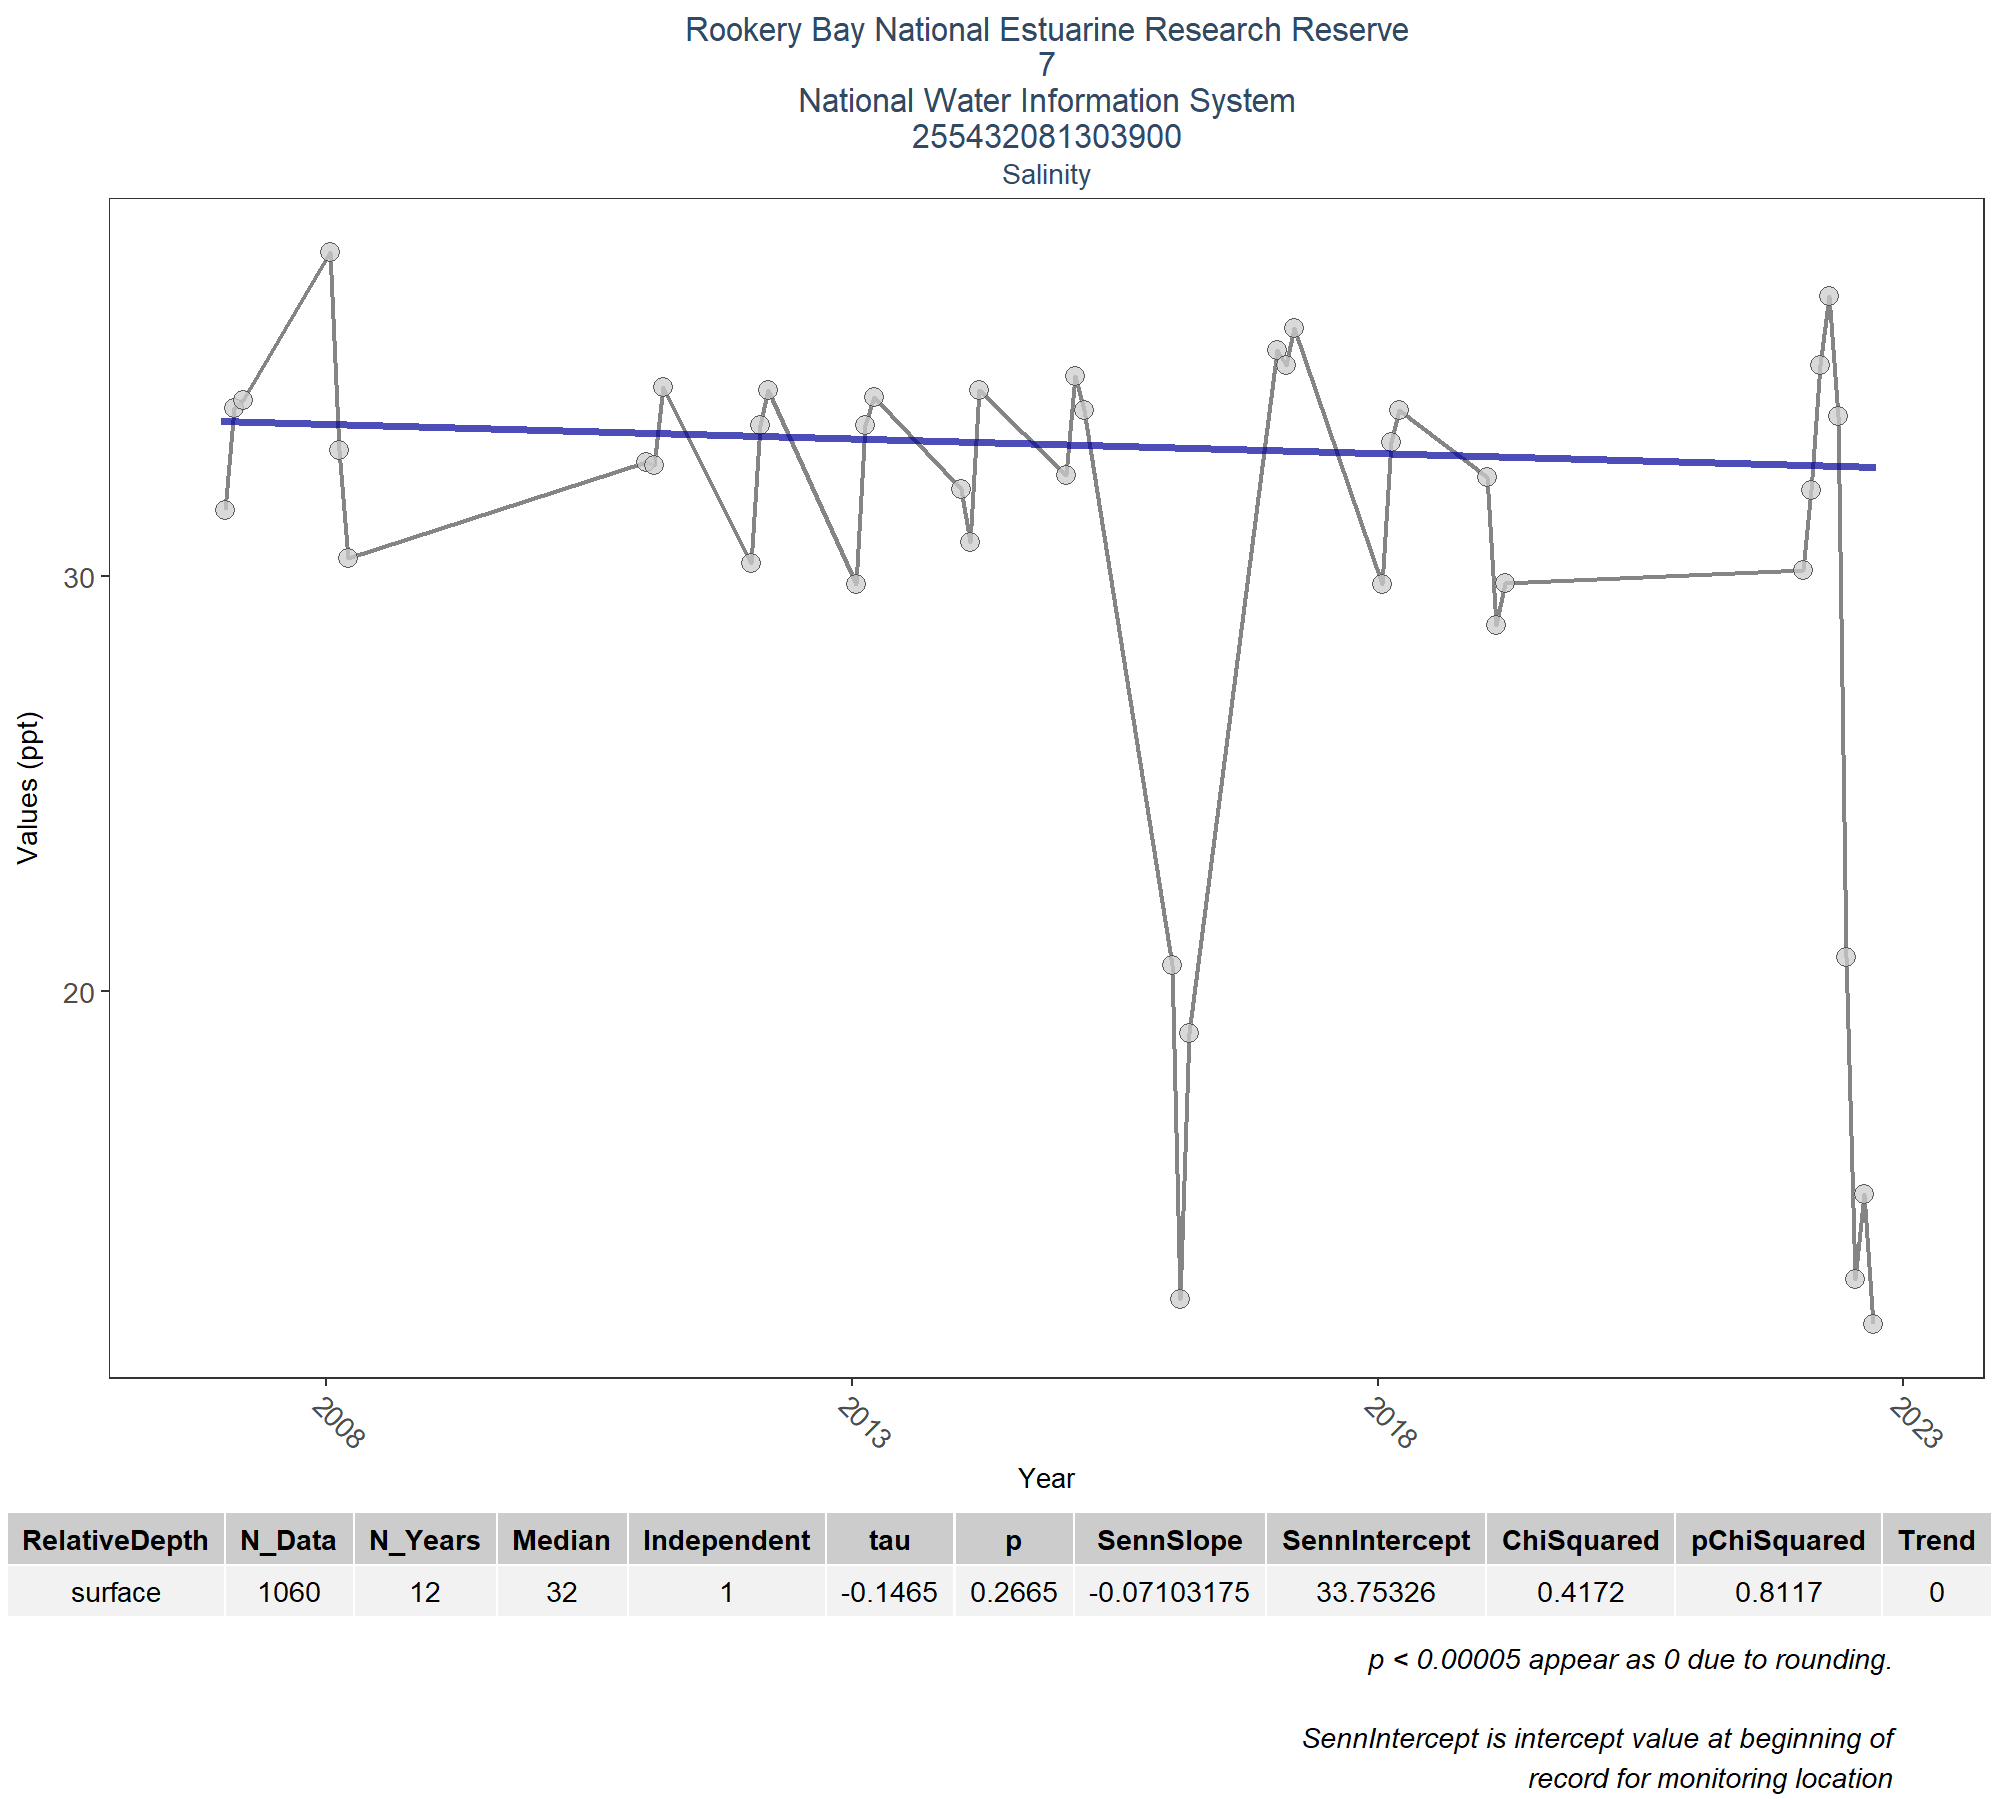 Rookery Bay National Estuarine Research Reserve
7
National Water Information System
255432081303900
Salinity
Values (ppt)
30
20
2008
2013
2018
2023
Year
RelativeDepth N_Data N_Years Median Independent tau p SennSlope SennIntercept ChiSquared pChiSquared Trend
surface 1060 12 32 1 -0.1465 0.2665 -0.07103175 33.75326 0.4172 0.8117 0
p < 0.00005 appear as 0 due to rounding.
SennIntercept is intercept value at beginning of
record for monitoring location